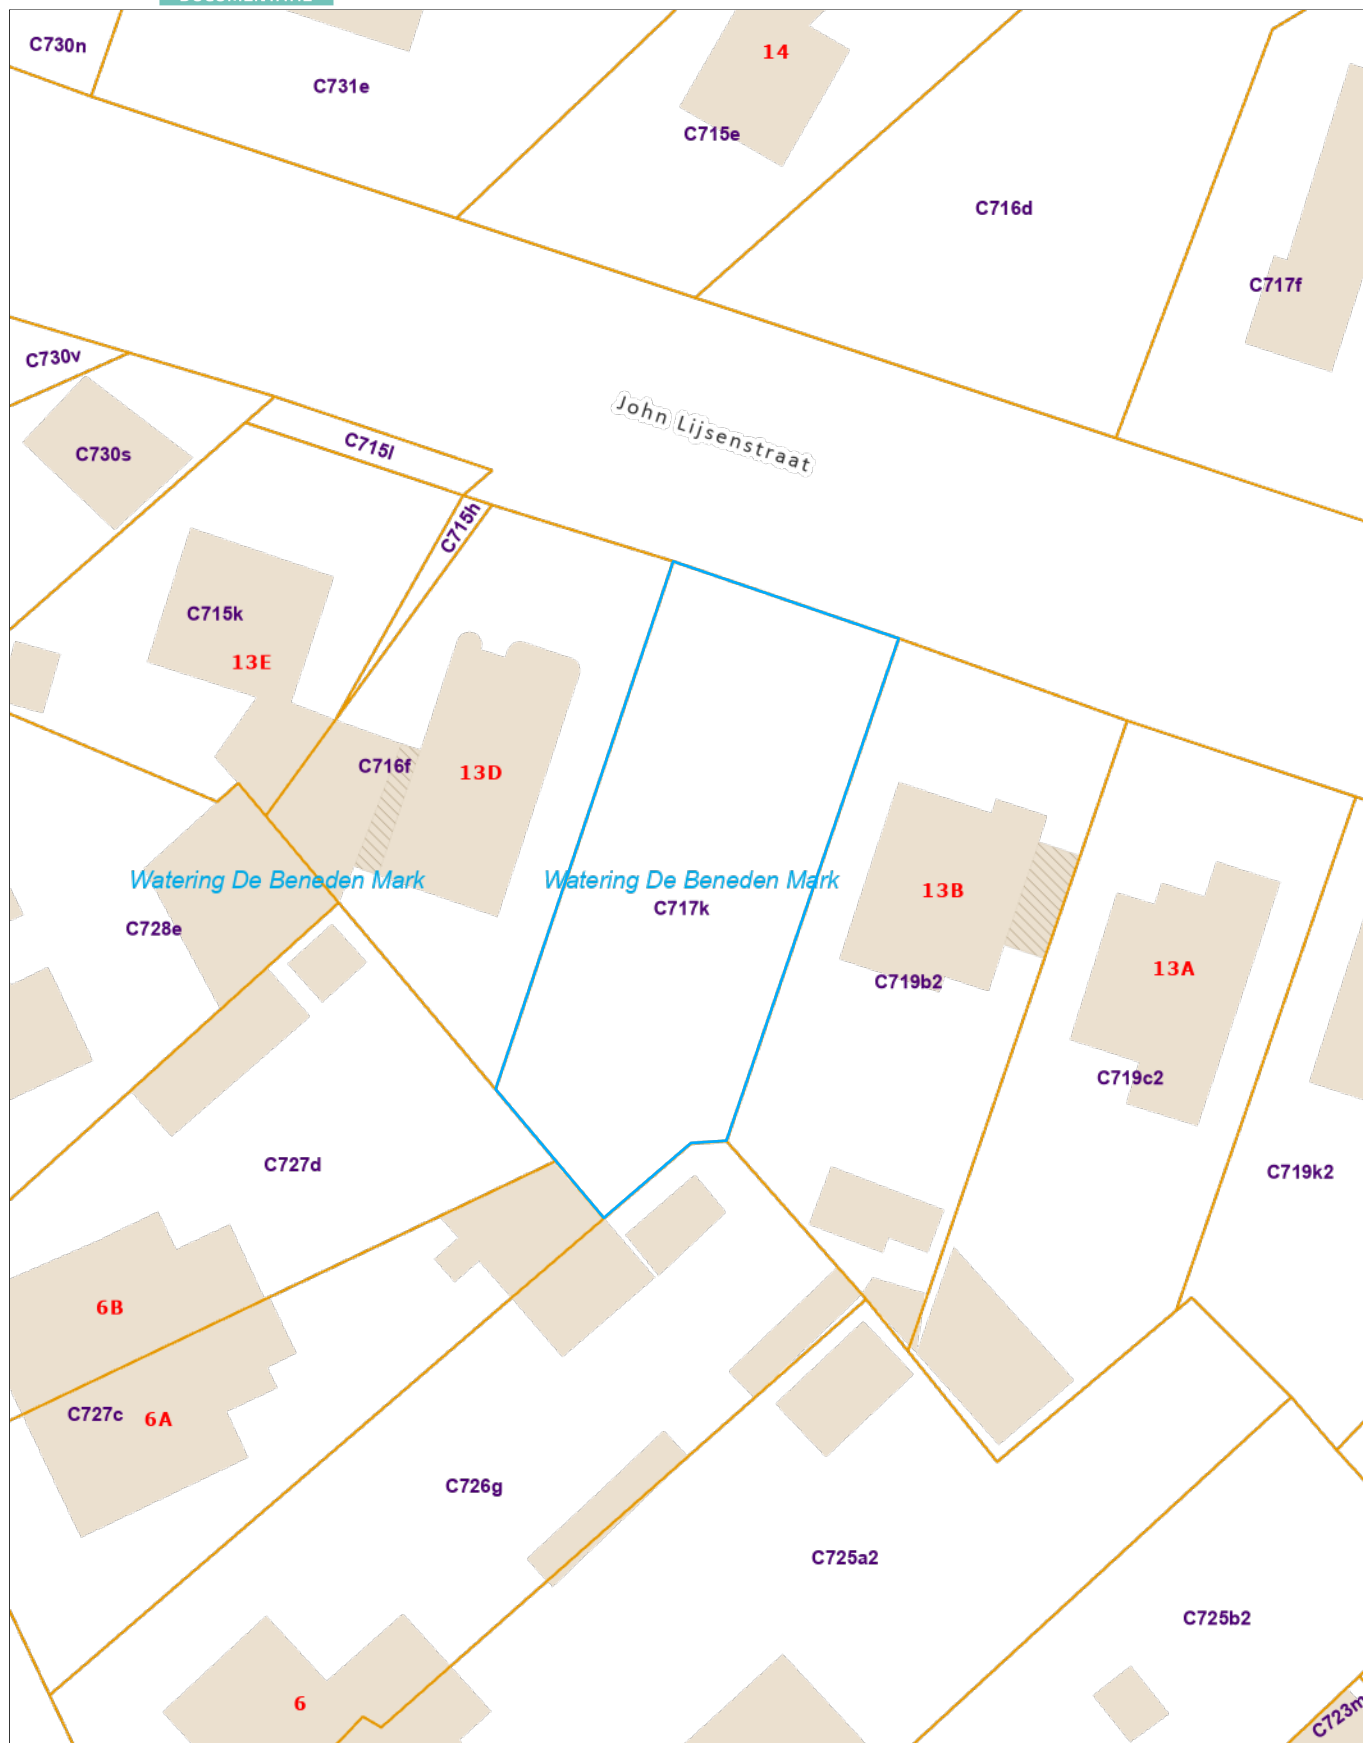 C730n
14
C731e
C715e
C716d
C717f
C730v
John Lijsenstraat
C715l
C730s
C715h
C715k
13E
C716f
13D
Watering De Beneden Mark
Watering De Beneden Mark
C717k
13B
C728e
13A
C719b2
C719c2
C727d
C719k2
6B
C727c
6A
C726g
C725a2
C725b2
6
C723m